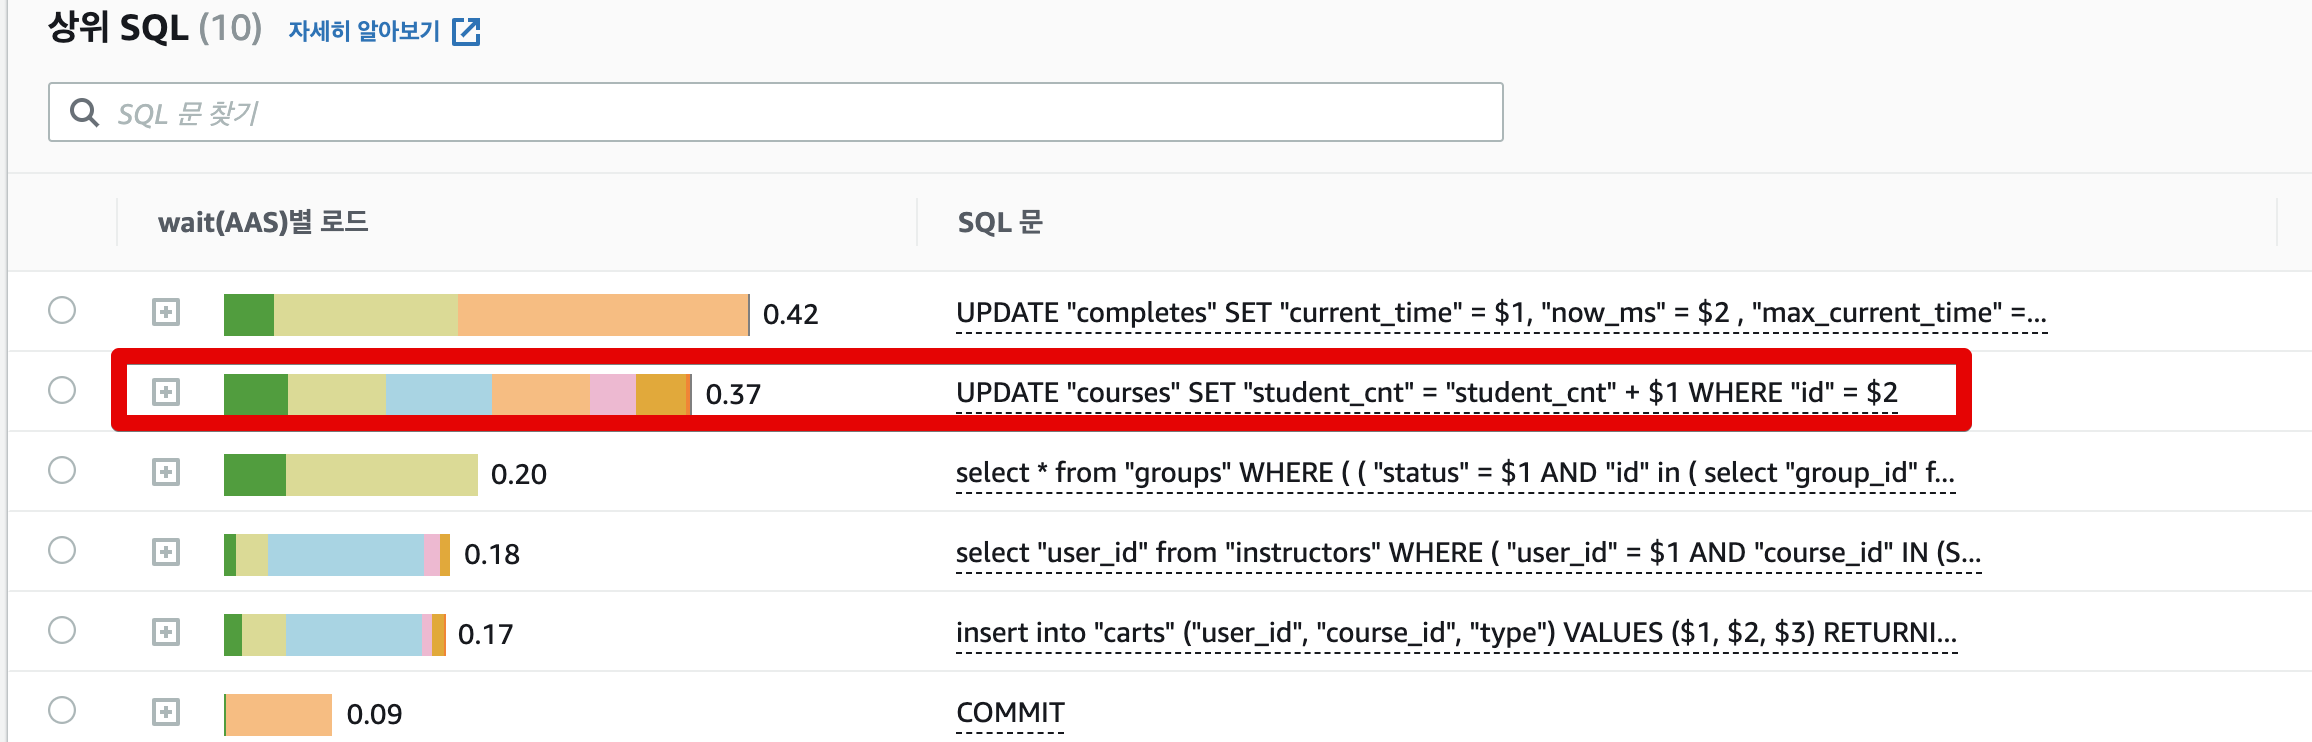 상위 SQL (10) 자세히 알아보기
SQL 문 찾기
wait(AAS)별 로드 SQL 문
0.42 UPDATE "completes" SET "current_time" = $1, "now_ms" = $2 , "max_current_time" =...
0.37 UPDATE "courses" SET "student_cnt" = "student_cnt" + $1 WHERE "id" = $2
0.20 select * from "groups" WHERE ( ( "status" = $1 AND "id" in ( select "group_id" f...
0.18 select "user_id" from "instructors" WHERE ( "user_id" = $1 AND "course_id" IN (S...
0.17 insert into "carts" ("user_id", "course_id", "type") VALUES ($1, $2, $3) RETURNI...
0.09 COMMIT